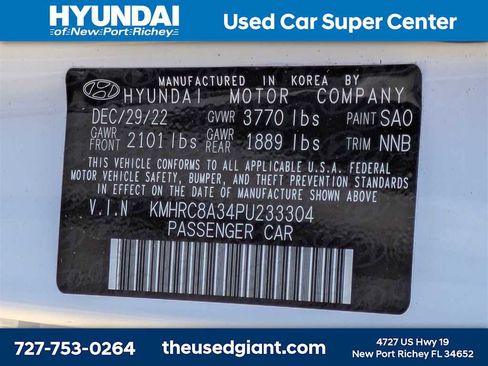 HYUNDAI
of New Port Richey
Used Car Super Center
MANUFACTURED IN KOREA BY
HYUNDAI MOTOR COMPANY
DEC/29/22 GVWR 3770 lbs PAINT SAO
GAWR FRONT 2101 lbs GAWR REAR 1889 lbs TRIM NNB
THIS VEHICLE CONFORMS TO ALL APPLICABLE U.S.A. FEDERAL
MOTOR VEHICLE SAFETY, BUMPER, AND THEFT PREVENTION STANDARDS
IN EFFECT ON THE DATE OF MANUFACTURE SHOWN ABOVE.
V.I.N KMHRC8A34PU233304
PASSENGER CAR
727-753-0264
theusedgiant.com
4727 US Hwy 19
New Port Richey FL 34652